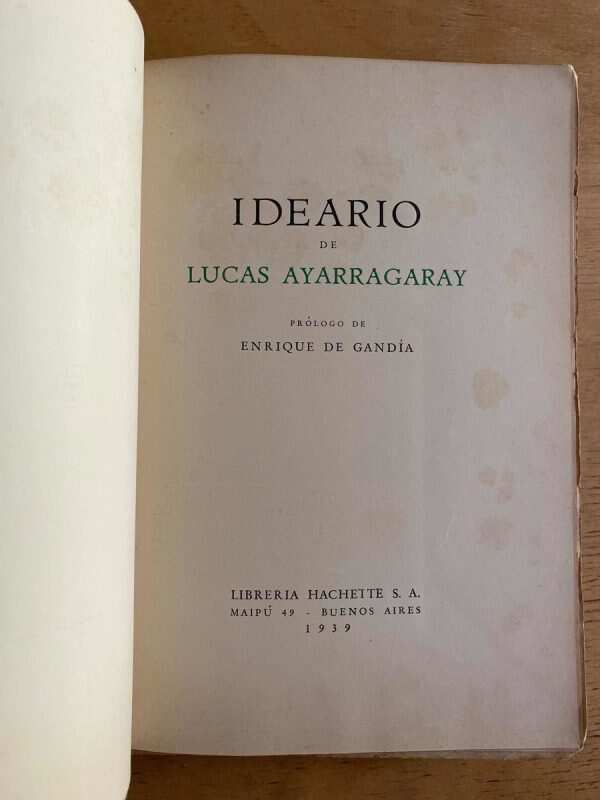 IDEARIO
DE
LUCAS AYARRAGARAY
PRÓLOGO DE
ENRIQUE DE GANDÍA
LIBRERIA HACHETTE S. A.
MAIPÚ 49 - BUENOS AIRES
1939